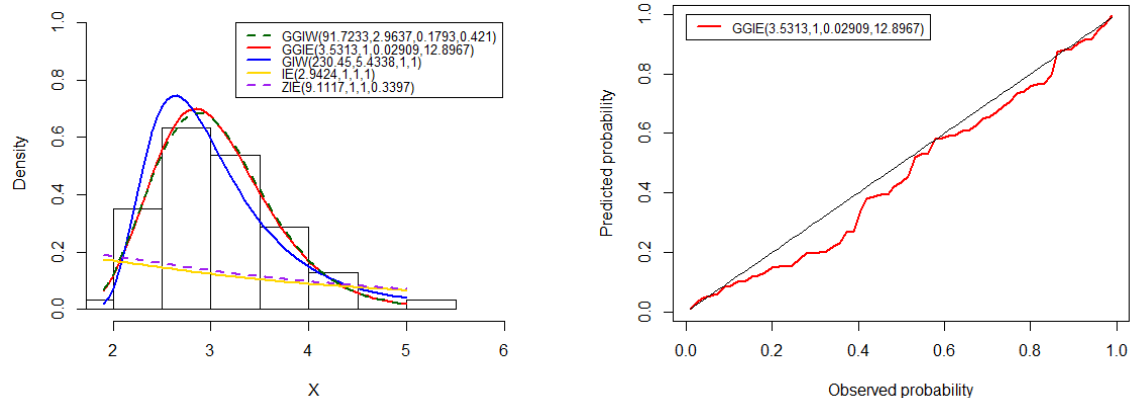 GGIW(91.7233,2.9637,0.1793,0.421)
GGIE(3.5313,1,0.02909,12.8967)
GIW(230.45,5.4338,1,1)
IE(2.9424,1,1,1)
ZIE(9.1117,1,1,0.3397)
Density
1.0
0.8
0.6
0.4
0.2
0.0
2 3 4 5 6
X
GGIE(3.5313,1,0.02909,12.8967)
Predicted probability
1.0
0.8
0.6
0.4
0.2
0.0
0.0 0.2 0.4 0.6 0.8 1.0
Observed probability